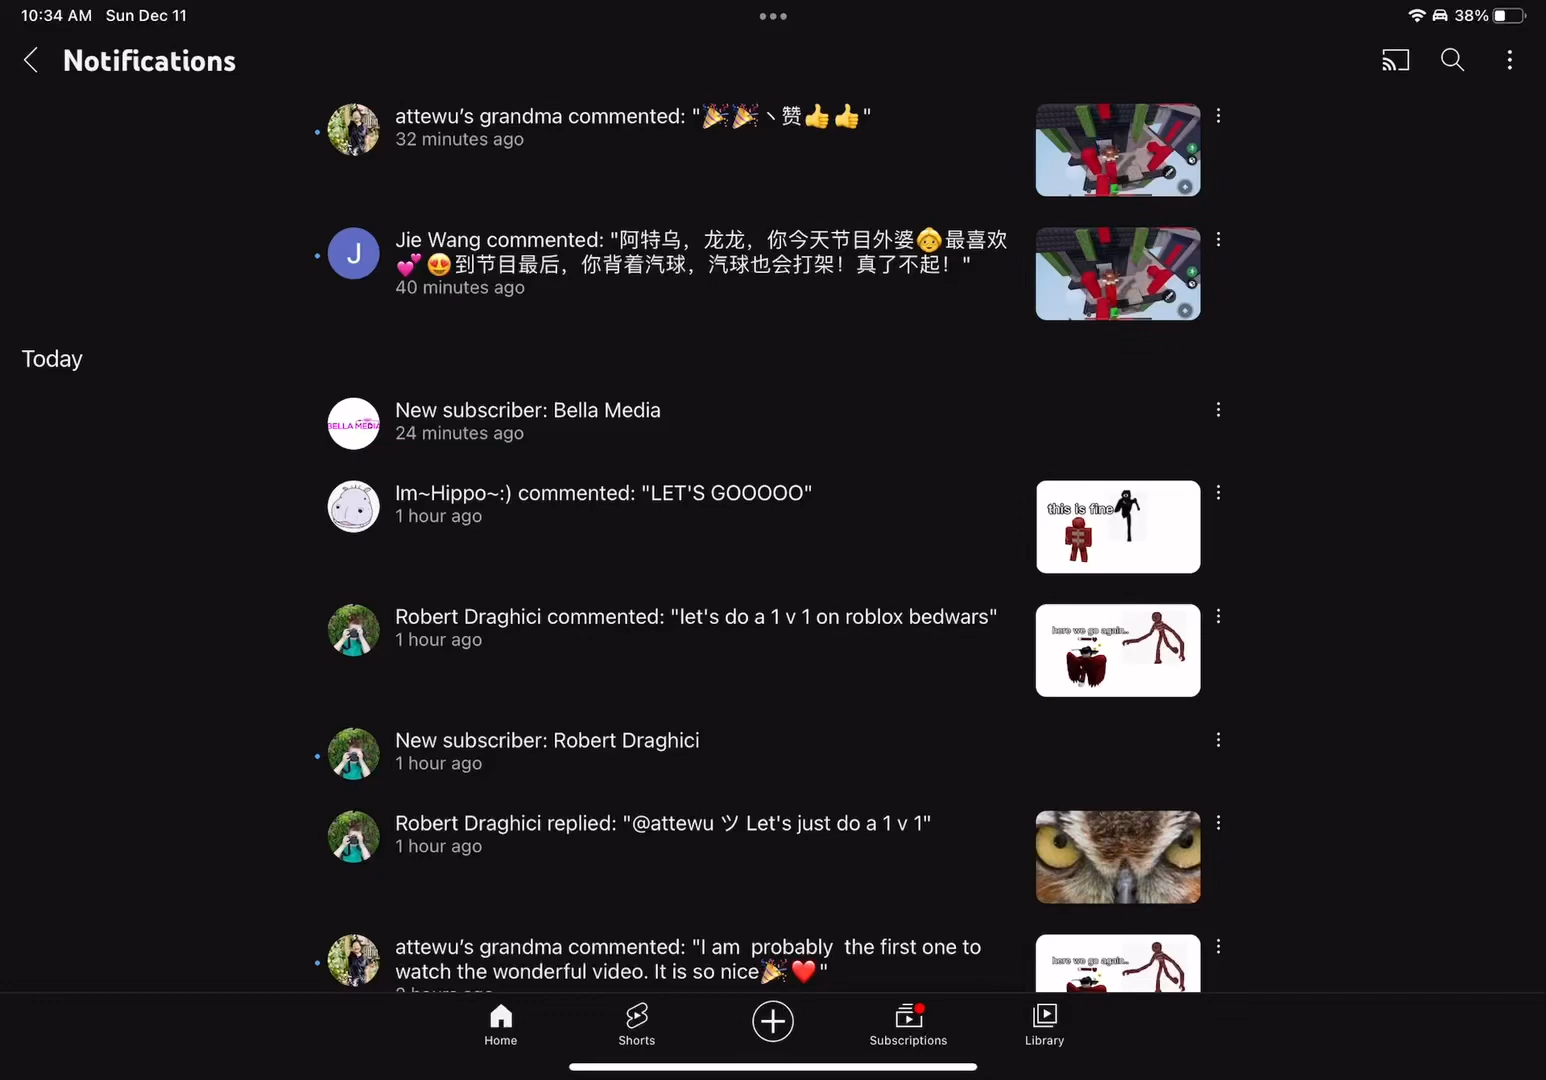 10:34 AM Sun Dec 11
38%
Notifications
attewu's grandma commented: "🎉🎉丶赞👍👍"
32 minutes ago
J
Jie Wang commented: "阿特乌，龙龙，你今天节目外婆👵最喜欢
💕😍到节目最后，你背着汽球，汽球也会打架！真了不起！"
40 minutes ago
Today
BELLA MEDIA
New subscriber: Bella Media
24 minutes ago
Im~Hippo~:) commented: "LET'S GOOOOO"
1 hour ago
this is fine
Robert Draghici commented: "let's do a 1 v 1 on roblox bedwars"
1 hour ago
here we go again..
New subscriber: Robert Draghici
1 hour ago
Robert Draghici replied: "@attewu ツ Let's just do a 1 v 1"
1 hour ago
attewu's grandma commented: "I am probably the first one to
watch the wonderful video. It is so nice🎉❤️"
here we go again..
Home
Shorts
Subscriptions
Library